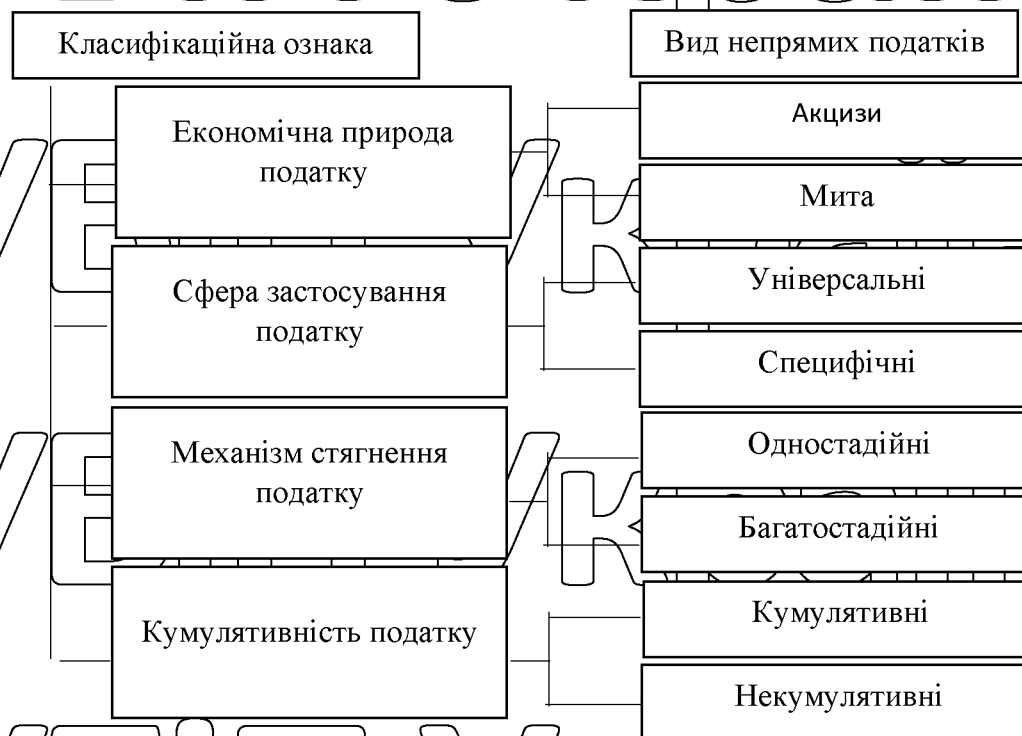 Класифікаційна ознака
Вид непрямих податків
Економічна природа
податку
Акцизи
Мита
Сфера застосування
податку
Універсальні
Специфічні
Механізм стягнення
податку
Одностадійні
Багатостадійні
Кумулятивність податку
Кумулятивні
Некумулятивні